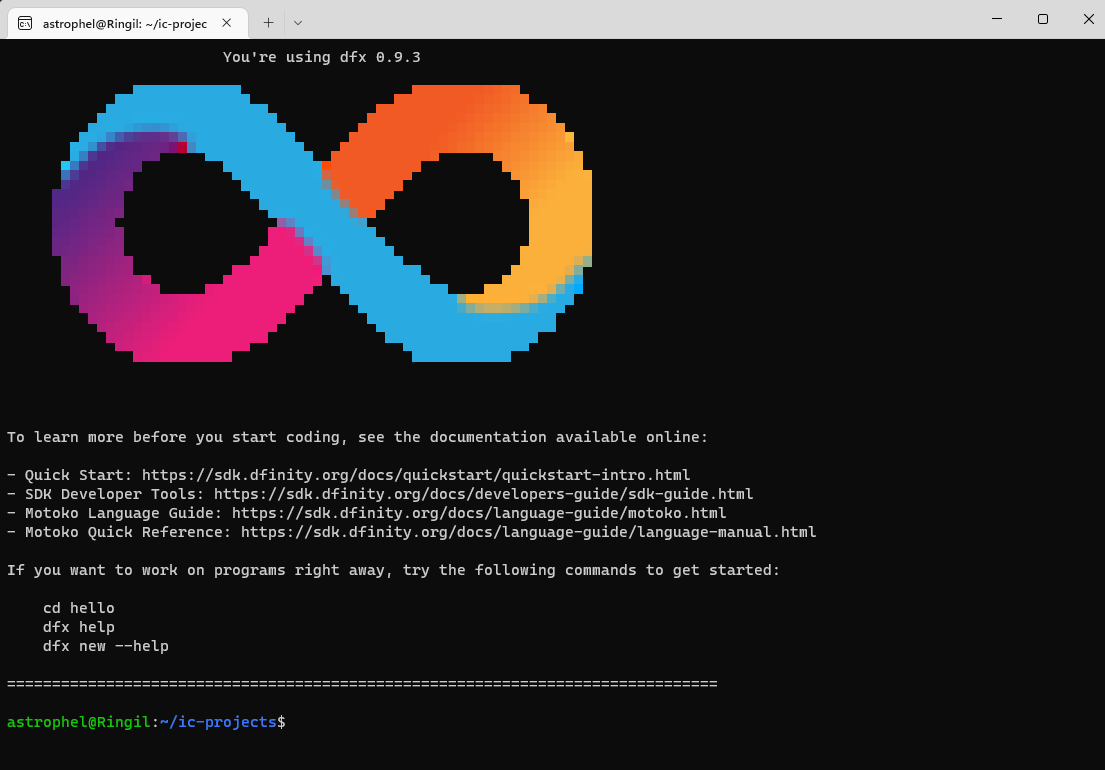 astrophel@Ringil: ~/ic-projec
You're using dfx 0.9.3
To learn more before you start coding, see the documentation available online:
- Quick Start: https://sdk.dfinity.org/docs/quickstart/quickstart-intro.html
- SDK Developer Tools: https://sdk.dfinity.org/docs/developers-guide/sdk-guide.html
- Motoko Language Guide: https://sdk.dfinity.org/docs/language-guide/motoko.html
- Motoko Quick Reference: https://sdk.dfinity.org/docs/language-guide/language-manual.html
If you want to work on programs right away, try the following commands to get started:
cd hello
dfx help
dfx new --help
===============================================================================
astrophel@Ringil:~/ic-projects$